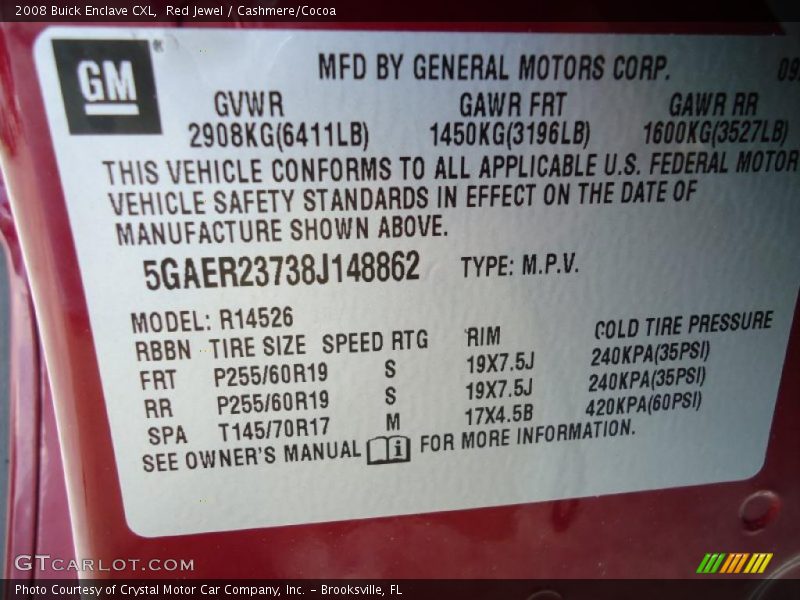 2008 Buick Enclave CXL, Red Jewel / Cashmere/Cocoa
GM
MFD BY GENERAL MOTORS CORP.
GVWR GAWR FRT GAWR RR
2908KG(6411LB) 1450KG(3196LB) 1600KG(3527LB)
THIS VEHICLE CONFORMS TO ALL APPLICABLE U.S. FEDERAL MOTOR
VEHICLE SAFETY STANDARDS IN EFFECT ON THE DATE OF
MANUFACTURE SHOWN ABOVE.
5GAER23738J148862 TYPE: M.P.V.
MODEL: R14526
RBBN TIRE SIZE SPEED RTG RIM COLD TIRE PRESSURE
FRT P255/60R19 S 19X7.5J 240KPA(35PSI)
RR P255/60R19 S 19X7.5J 240KPA(35PSI)
SPA T145/70R17 M 17X4.5B 420KPA(60PSI)
SEE OWNER'S MANUAL i FOR MORE INFORMATION.
GTCARLOT.COM
Photo Courtesy of Crystal Motor Car Company, Inc. – Brooksville, FL